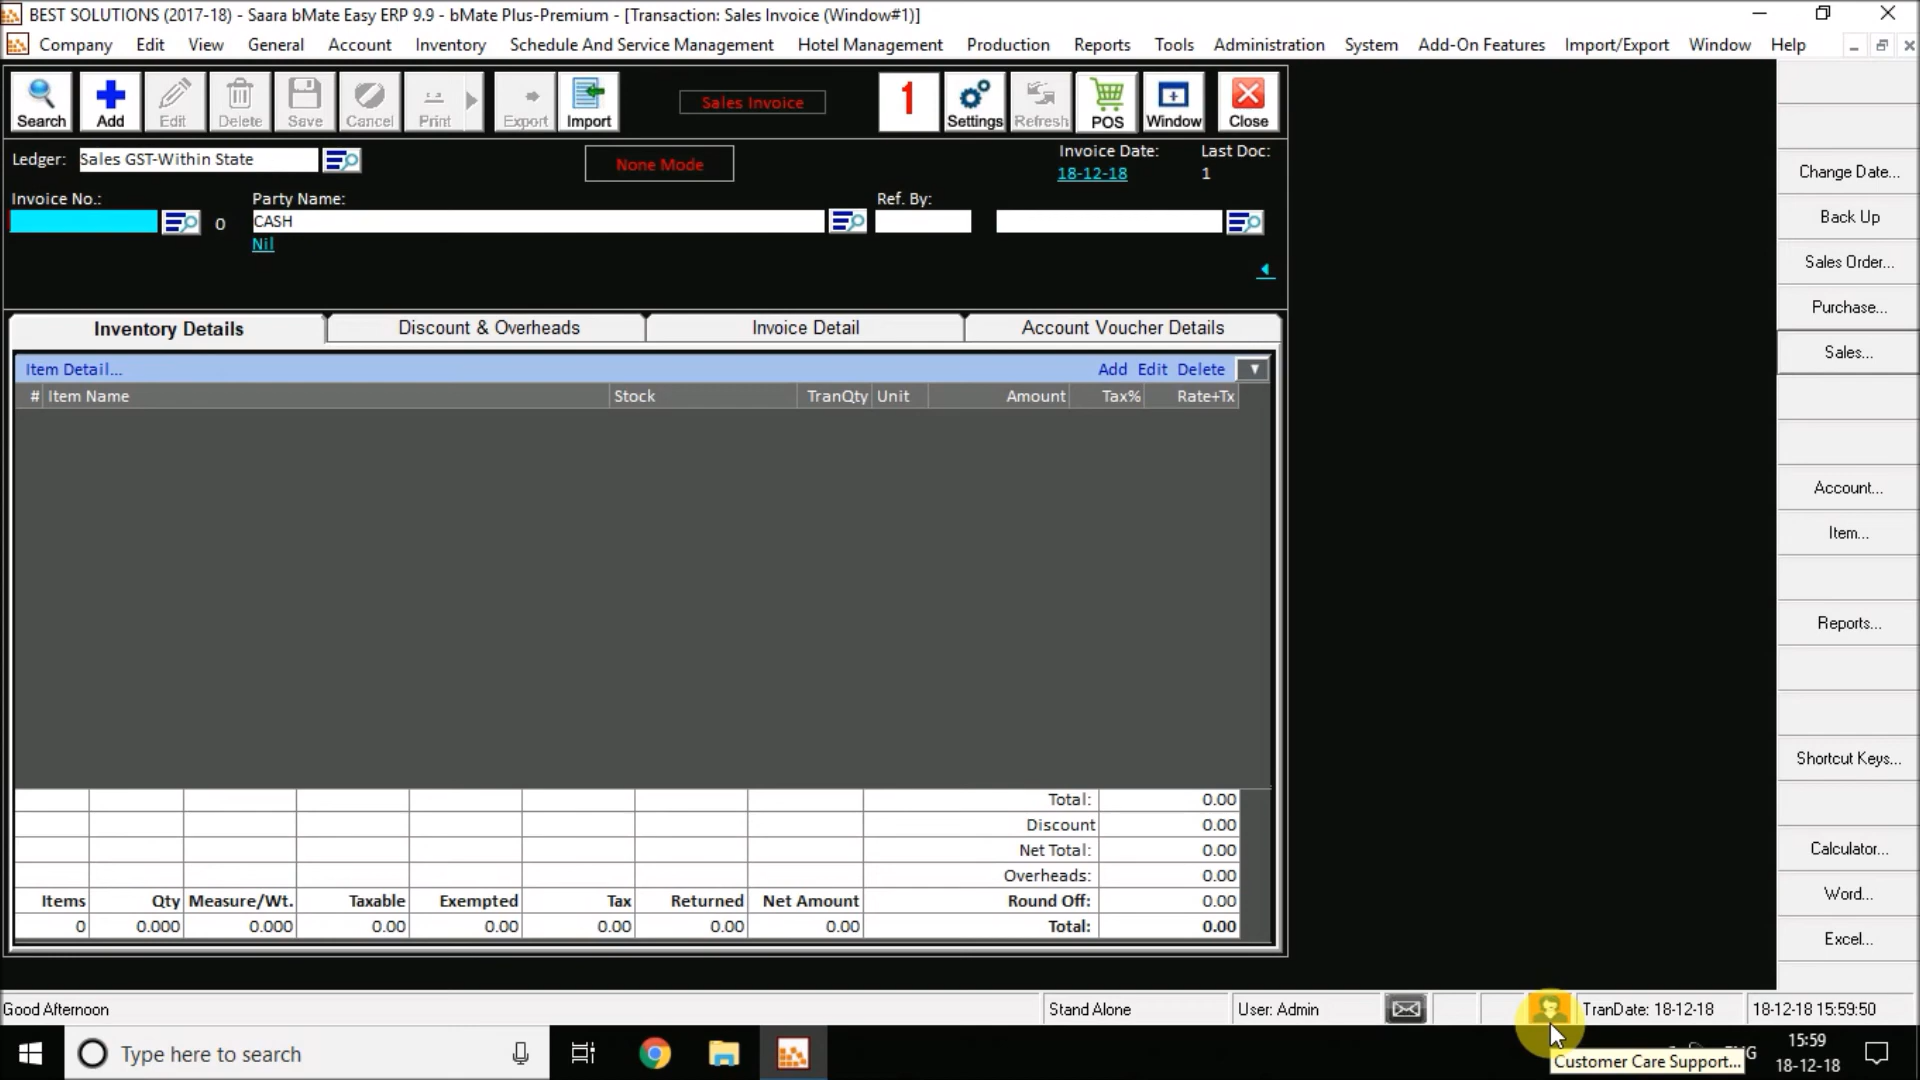 BEST SOLUTIONS (2017-18) - Saara bMate Easy ERP 9.9 - bMate Plus-Premium - [Transaction: Sales Invoice (Window#1)]
Company Edit View General Account Inventory Schedule And Service Management Hotel Management Production Reports Tools Administration System Add-On Features Import/Export Window Help
Search Add Edit Delete Save Cancel Print Export Import Sales Invoice 1 Settings Refresh POS Window Close
Ledger: Sales GST-Within State None Mode Invoice Date: Last Doc:
18-12-18 1
Invoice No.: Party Name: Ref. By:
0 CASH
Nil
Inventory Details Discount & Overheads Invoice Detail Account Voucher Details
Item Detail... Add Edit Delete
# Item Name Stock TranQty Unit Amount Tax% Rate+Tx
Total: 0.00
Discount 0.00
Net Total: 0.00
Overheads: 0.00
Items Qty Measure/Wt. Taxable Exempted Tax Returned Net Amount Round Off: 0.00
0 0.000 0.000 0.00 0.00 0.00 0.00 0.00 Total: 0.00
Change Date...
Back Up
Sales Order...
Purchase...
Sales...
Account...
Item...
Reports...
Shortcut Keys...
Calculator...
Word...
Excel...
Good Afternoon Stand Alone User: Admin TranDate: 18-12-18 18-12-18 15:59:50
Type here to search
15:59
18-12-18
Customer Care Support...